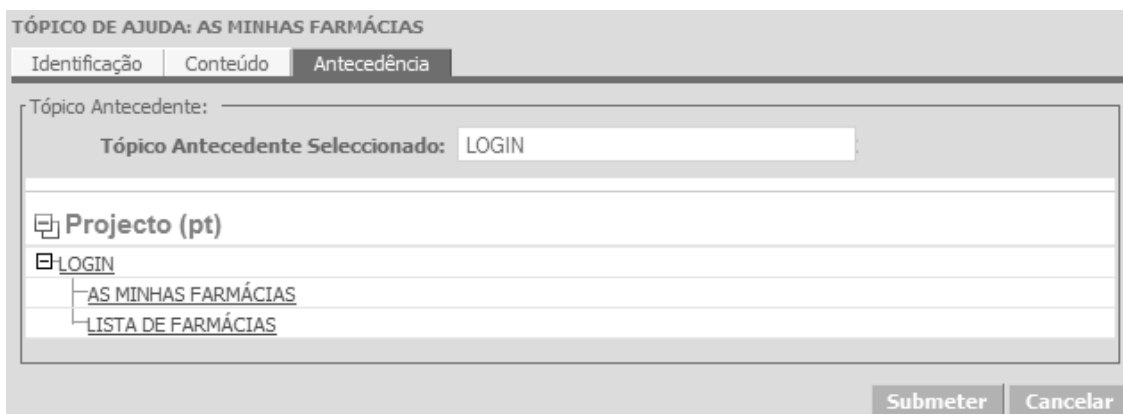 TÓPICO DE AJUDA: AS MINHAS FARMÁCIAS
Identificação Conteúdo Antecedência
Tópico Antecedente:
Tópico Antecedente Seleccionado: LOGIN
Projecto (pt)
LOGIN
AS MINHAS FARMÁCIAS
LISTA DE FARMÁCIAS
Submeter Cancelar